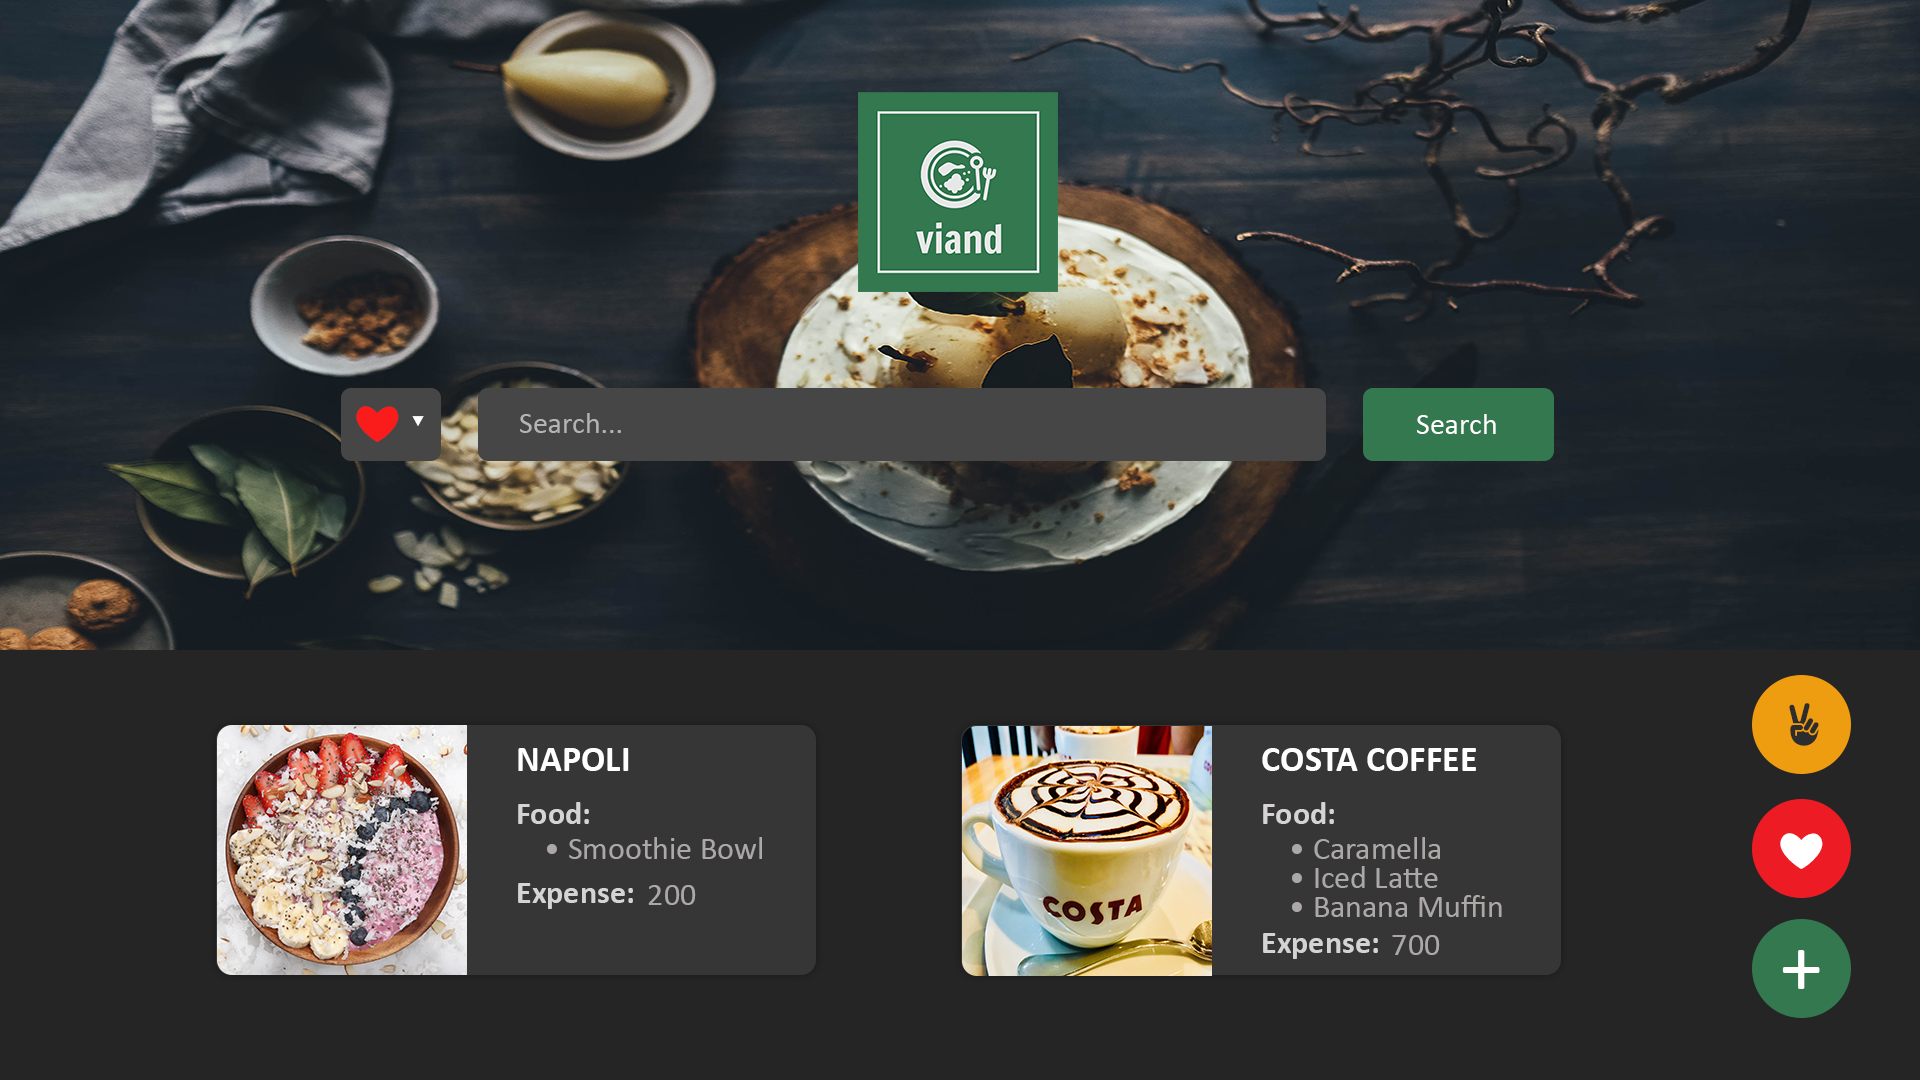 viand
Search...
Search
NAPOLI
Food:
• Smoothie Bowl
Expense: 200
COSTA
COSTA COFFEE
Food:
• Caramella
• Iced Latte
• Banana Muffin
Expense: 700